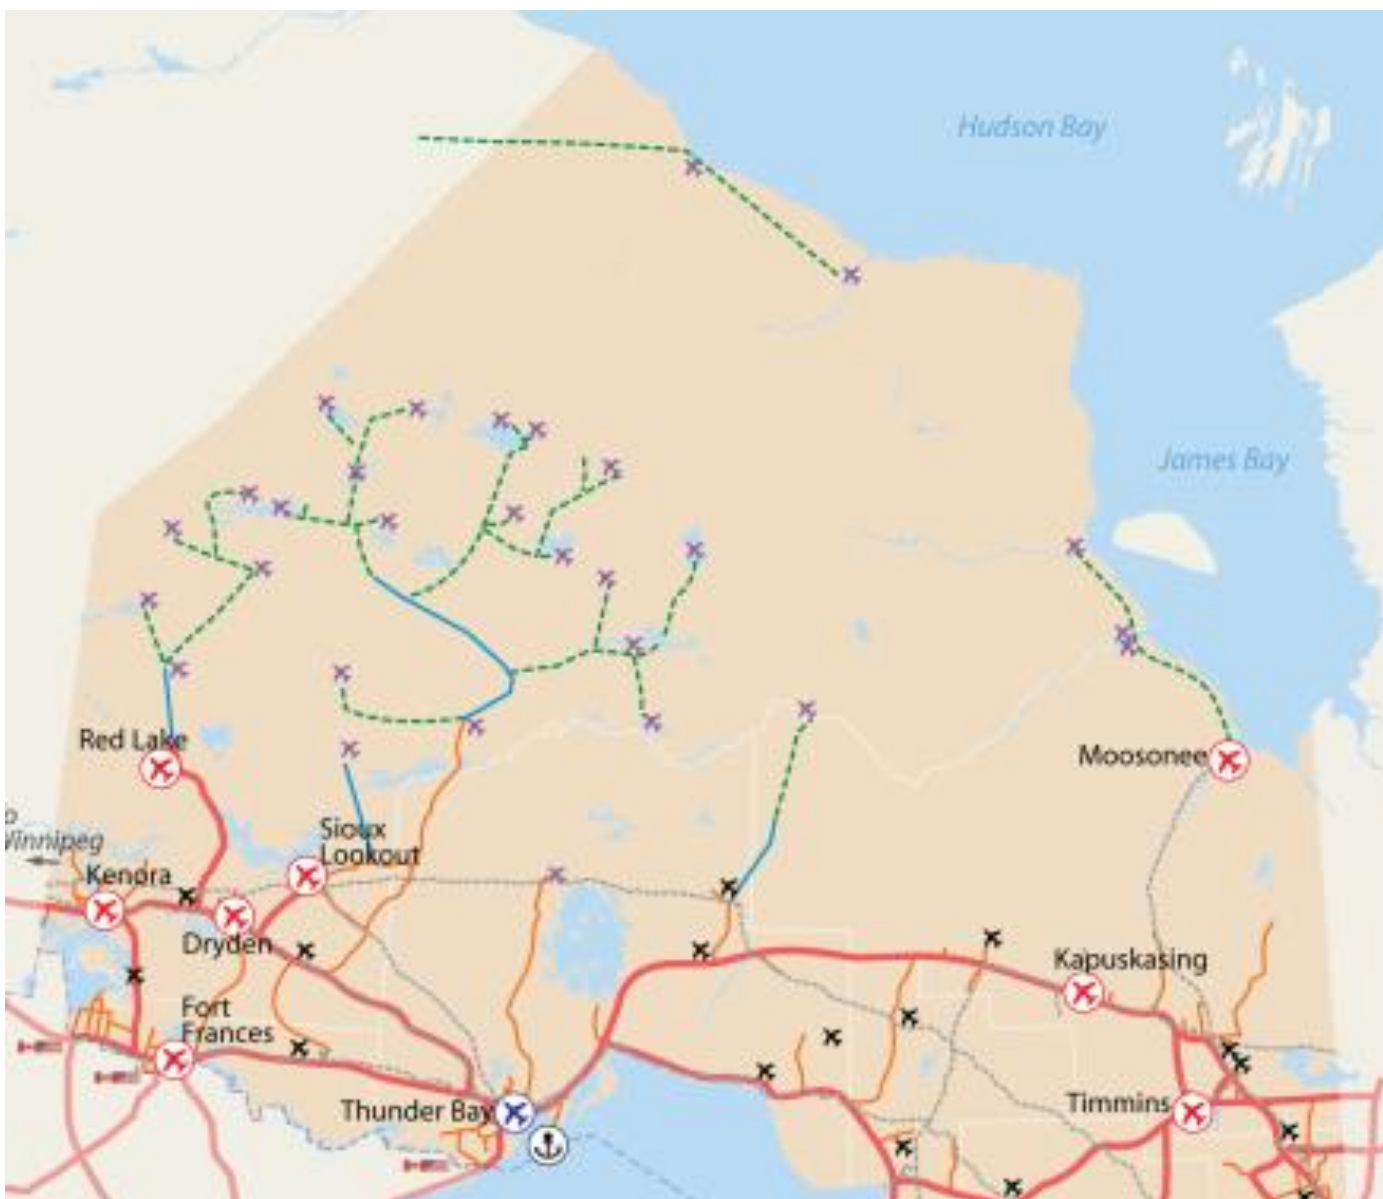 Hudson Bay
James Bay
Red Lake
Moosonee
Winnipeg
Sioux
Lookout
Kenora
Dryden
Kapuskasing
Fort
Frances
Thunder Bay
Timmins